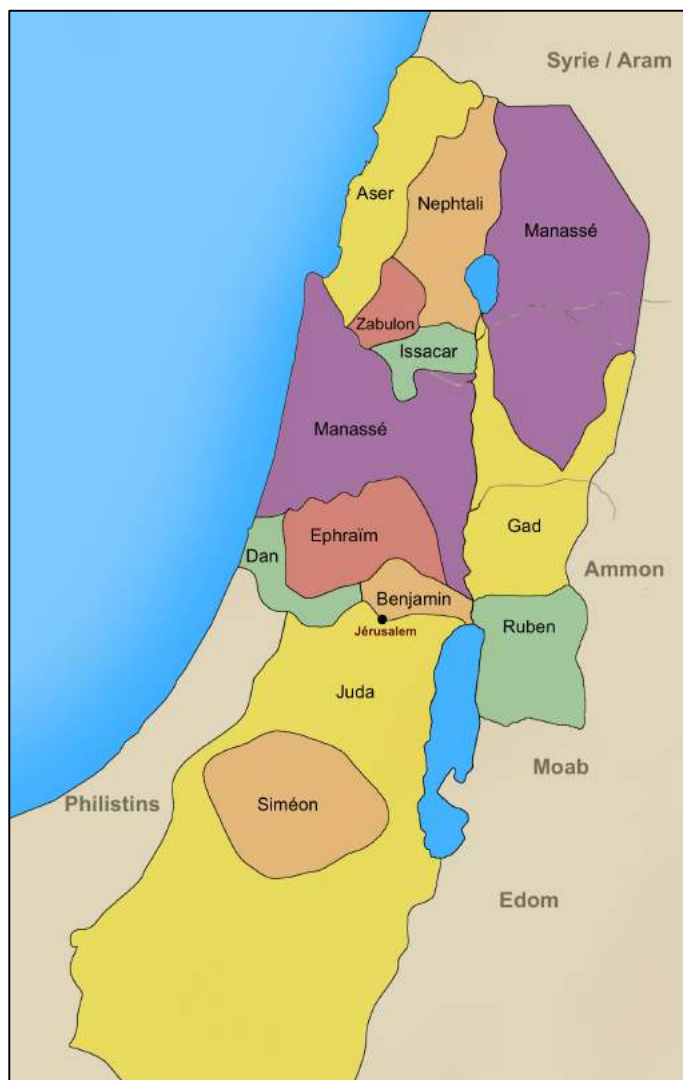 Syrie / Aram
Aser
Nephtali
Manassé
Zabulon
Issacar
Manassé
Gad
Ephraïm
Dan
Ammon
Benjamin
Ruben
Jérusalem
Juda
Moab
Philistins
Siméon
Edom